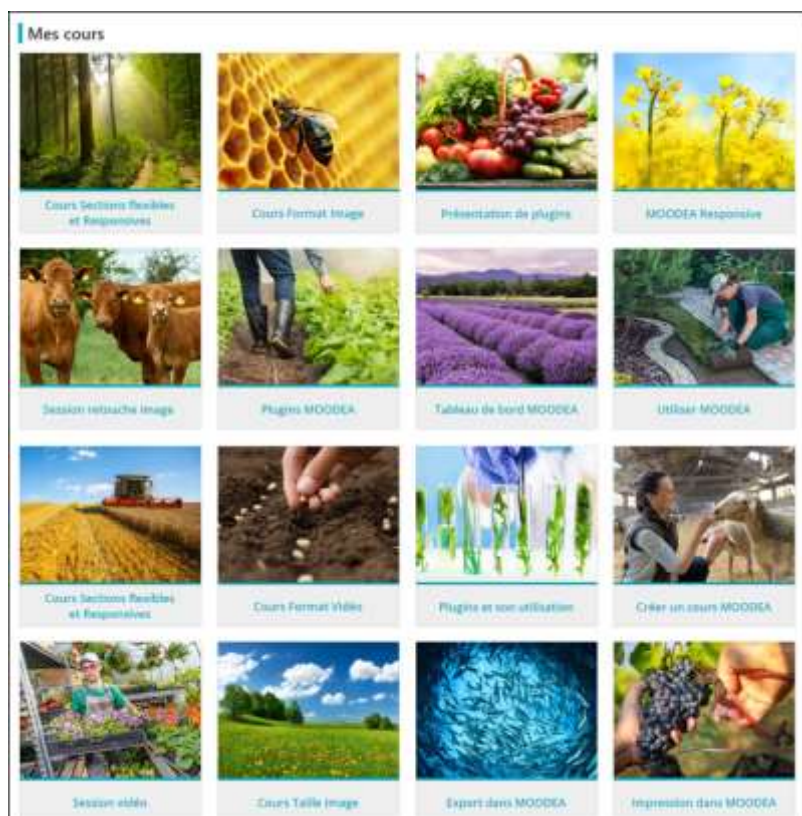 Mes cours
Cours Sections flexibles
et Responsives
Cours Format Image
Présentation de plugins
MOODEA Responsive
Session retouche image
Plugins MOODEA
Tableau de bord MOODEA
Utiliser MOODEA
Cours Sections flexibles
et Responsives
Cours Format Vidéo
Plugins et son utilisation
Créer un cours MOODEA
Session vidéo
Cours Taille Image
Export dans MOODEA
Impression dans MOODEA